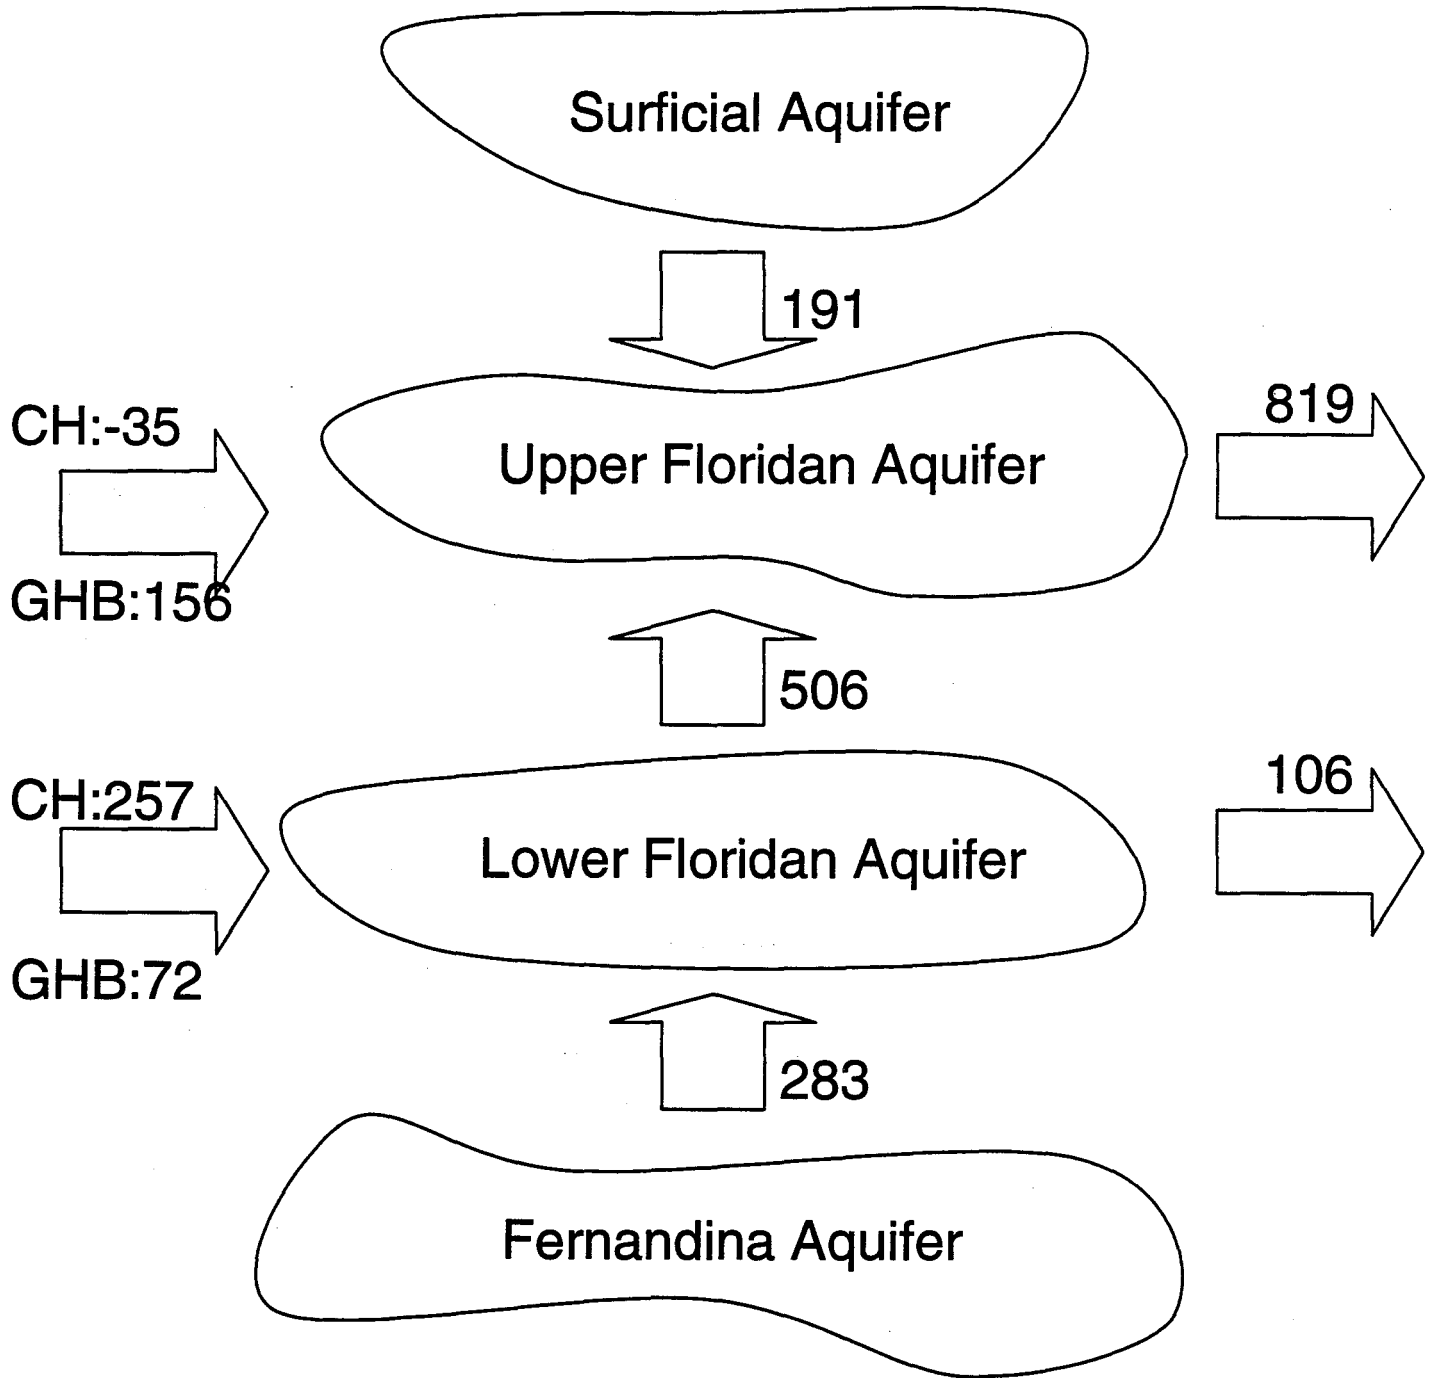 Surficial Aquifer
191
CH:-35
819
Upper Floridan Aquifer
GHB:156
506
CH:257
106
Lower Floridan Aquifer
GHB:72
283
Fernandina Aquifer